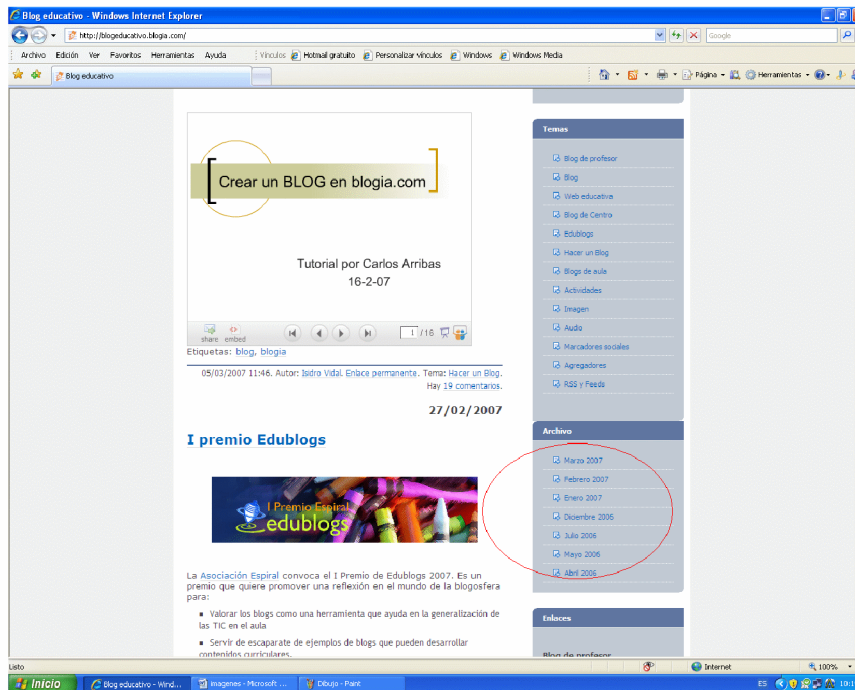 Blog educativo - Windows Internet Explorer
http://blogeducativo.blogia.com/
Google
Archivo Edición Ver Favoritos Herramientas Ayuda
Vínculos Hotmail gratuito Personalizar vínculos Windows Windows Media
Blog educativo
Página Herramientas
Crear un BLOG en blogia.com
Tutorial por Carlos Arribas
16-2-07
share embed
1 /16
Etiquetas: blog, blogia
05/03/2007 11:46. Autor: Isidro Vidal. Enlace permanente. Tema: Hacer un Blog.
Hay 19 comentarios.
27/02/2007
I premio Edublogs
I Premio Espiral
edublogs
La Asociación Espiral convoca el I Premio de Edublogs 2007. Es un
premio que quiere promover una reflexión en el mundo de la blogosfera
para:
Valorar los blogs como una herramienta que ayuda en la generalización de
las TIC en el aula
Servir de escaparate de ejemplos de blogs que pueden desarrollar
contenidos curriculares.
Temas
Blog de profesor
Blog
Web educativa
Blog de Centro
Edublogs
Hacer un Blog
Blogs de aula
Actividades
Imagen
Audio
Marcadores sociales
Agregadores
RSS y Feeds
Archivo
Marzo 2007
Febrero 2007
Enero 2007
Diciembre 2006
Julio 2006
Mayo 2006
Abril 2006
Enlaces
Blog de profesor
Listo
Internet
100%
Inicio
Blog educativo - Wind...
imagenes - Microsoft ...
Dibujo - Paint
ES